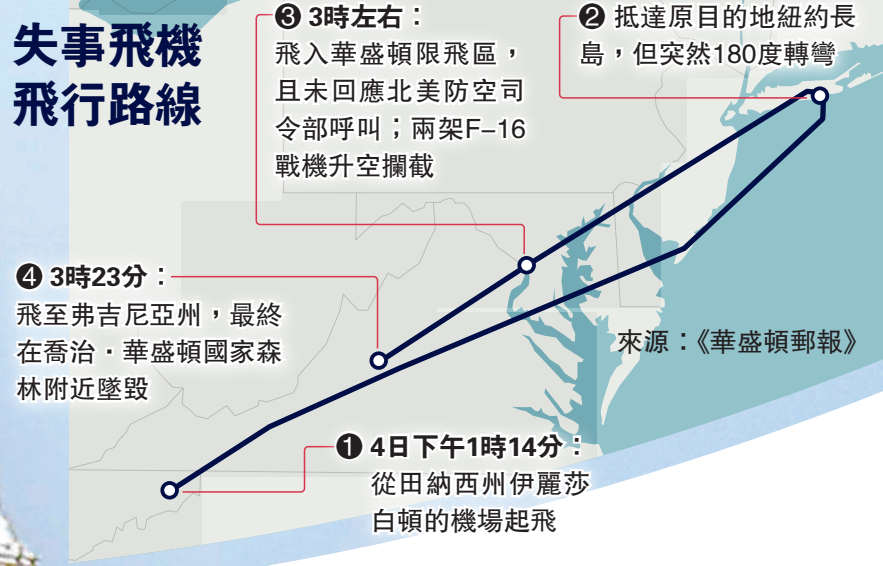 失事飛機
飛行路線
❶ 4日下午1時14分：
從田納西州伊麗莎
白頓的機場起飛
❷ 抵達原目的地紐約長
島，但突然180度轉彎
❸ 3時左右：
飛入華盛頓限飛區，
且未回應北美防空司
令部呼叫；兩架F–16
戰機升空攔截
❹ 3時23分：
飛至弗吉尼亞州，最終
在喬治·華盛頓國家森
林附近墜毀
來源：《華盛頓郵報》